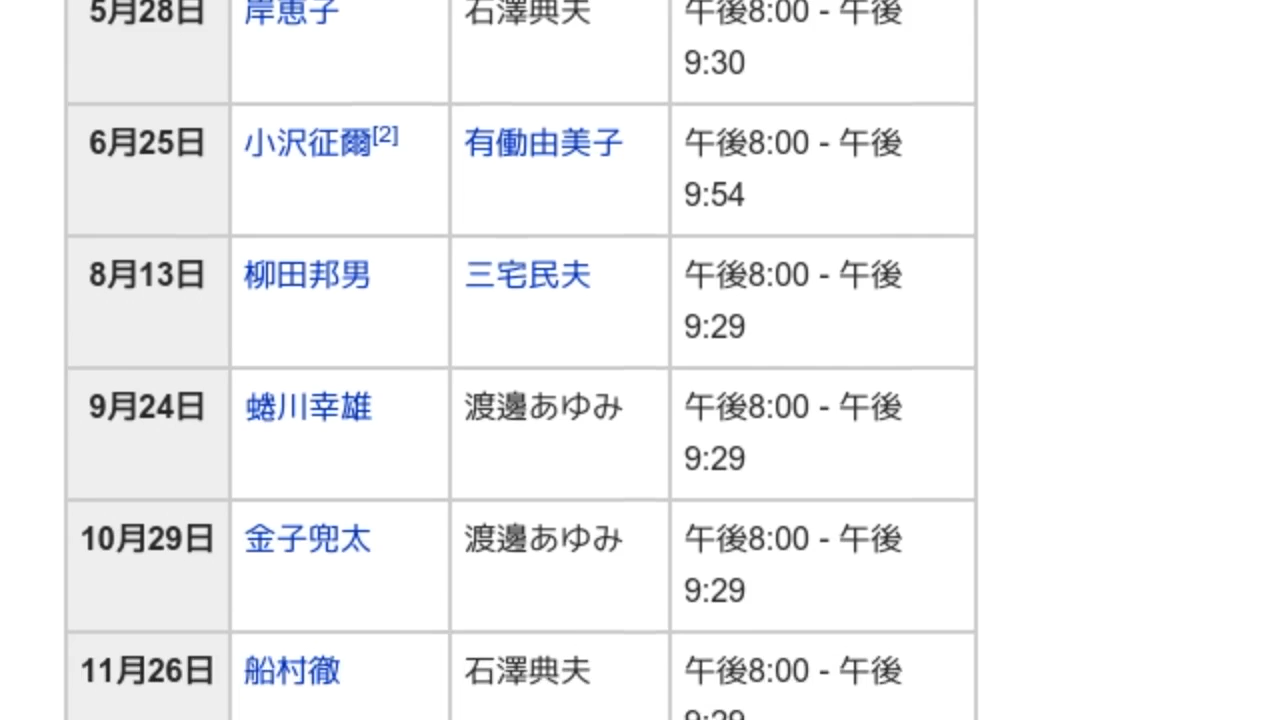 5月28日 岸恵子 石澤典夫 午後8:00 - 午後
9:30
6月25日 小沢征爾[2] 有働由美子 午後8:00 - 午後
9:54
8月13日 柳田邦男 三宅民夫 午後8:00 - 午後
9:29
9月24日 蜷川幸雄 渡邊あゆみ 午後8:00 - 午後
9:29
10月29日 金子兜太 渡邊あゆみ 午後8:00 - 午後
9:29
11月26日 船村徹 石澤典夫 午後8:00 - 午後
9:29